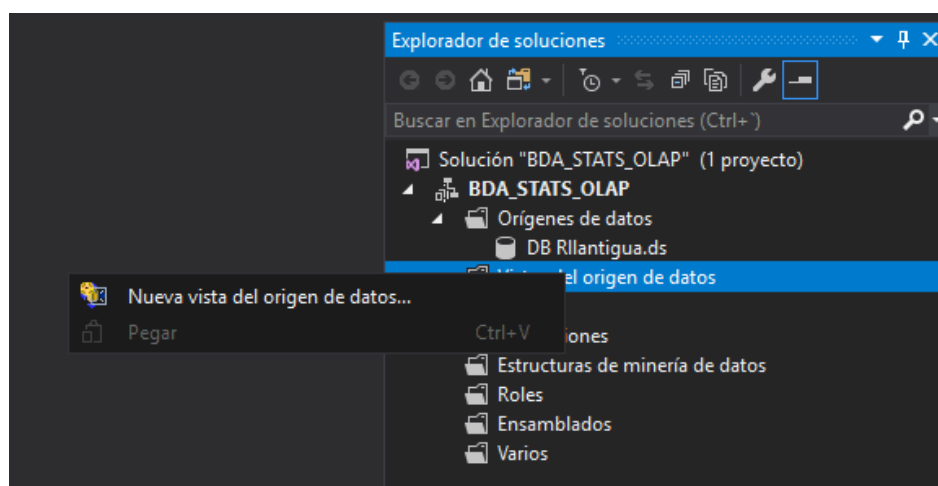 Explorador de soluciones
Buscar en Explorador de soluciones (Ctrl+`)
Solución "BDA_STATS_OLAP" (1 proyecto)
BDA_STATS_OLAP
Orígenes de datos
DB RIIantigua.ds
el origen de datos
Nueva vista del origen de datos...
Pegar Ctrl+V
iones
Estructuras de minería de datos
Roles
Ensamblados
Varios